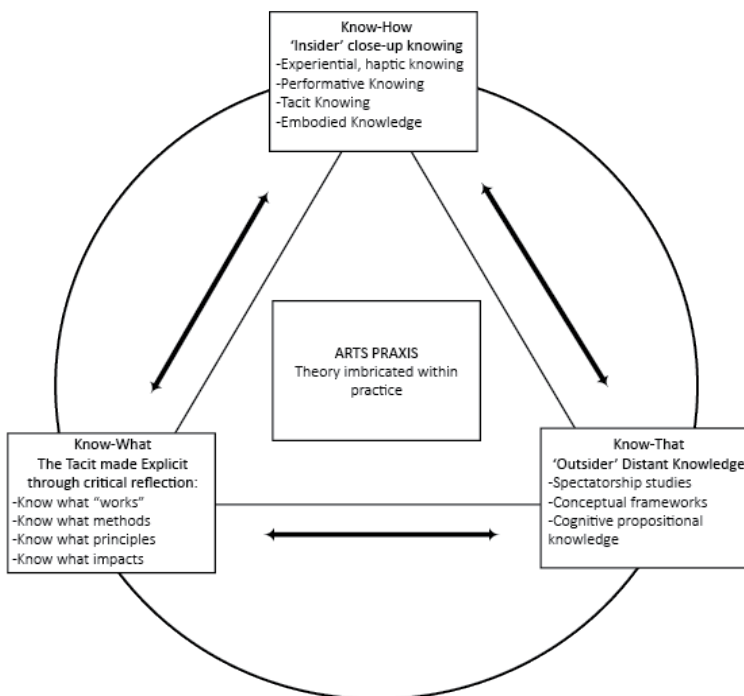 Know-How
‘Insider’ close-up knowing
-Experiential, haptic knowing
-Performative Knowing
-Tacit Knowing
-Embodied Knowledge
ARTS PRAXIS
Theory imbricated within
practice
Know-What
The Tacit made Explicit
through critical reflection:
-Know what “works”
-Know what methods
-Know what principles
-Know what impacts
Know-That
‘Outsider’ Distant Knowledge
-Spectatorship studies
-Conceptual frameworks
-Cognitive propositional
knowledge